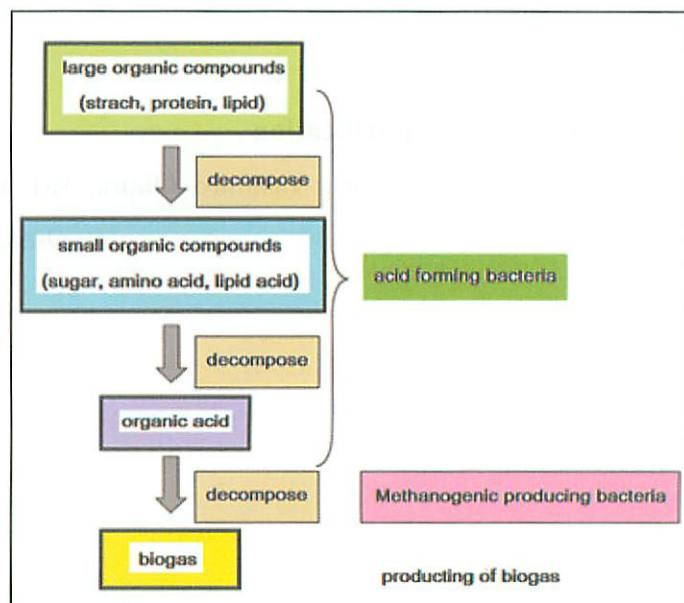 large organic compounds
(strach, protein, lipid)
decompose
small organic compounds
(sugar, amino acid, lipid acid)
acid forming bacteria
decompose
organic acid
decompose
Methanogenic producing bacteria
biogas
producting of biogas